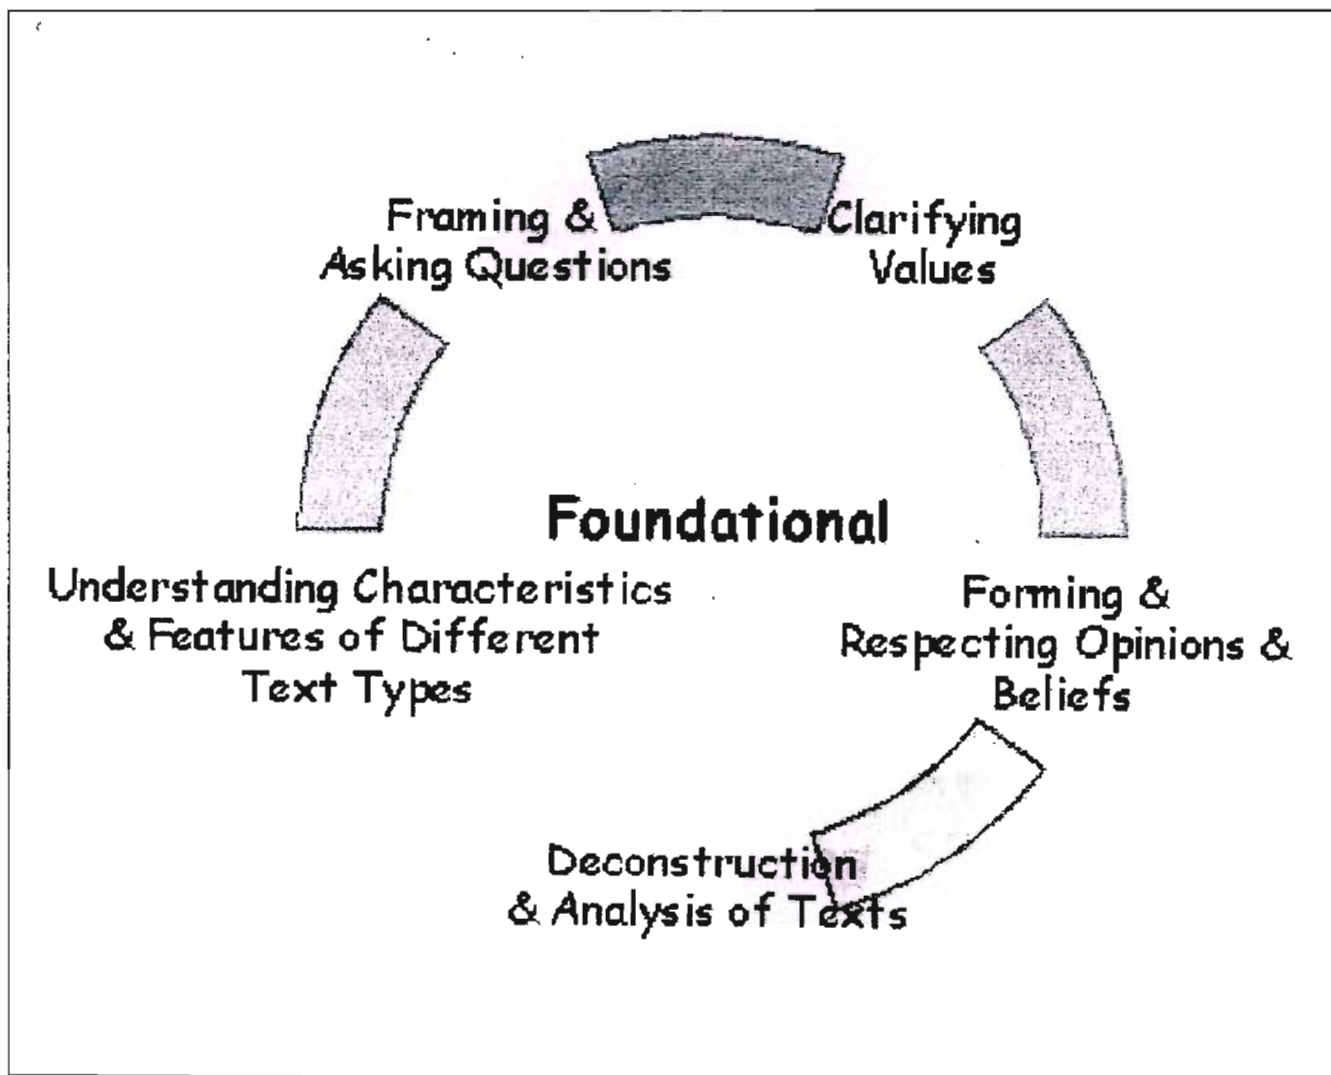 Framing &
Asking Questions
Clarifying
Values
Foundational
Understanding Characteristics
& Features of Different
Text Types
Forming &
Respecting Opinions &
Beliefs
Deconstruction
& Analysis of Texts